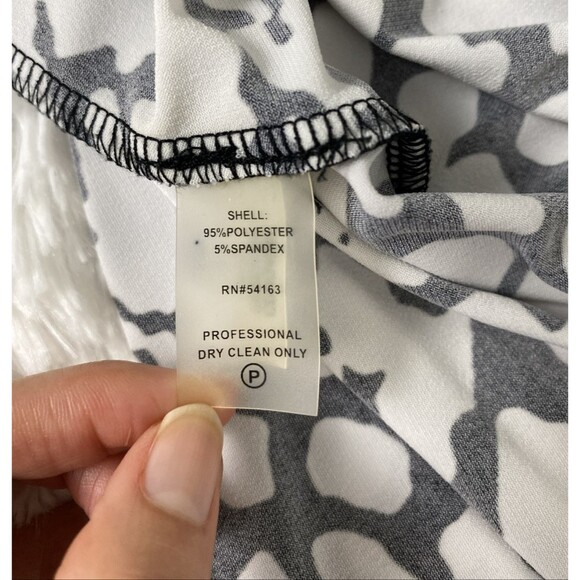 SHELL:
95%POLYESTER
5%SPANDEX
RN#54163
PROFESSIONAL
DRY CLEAN ONLY
P